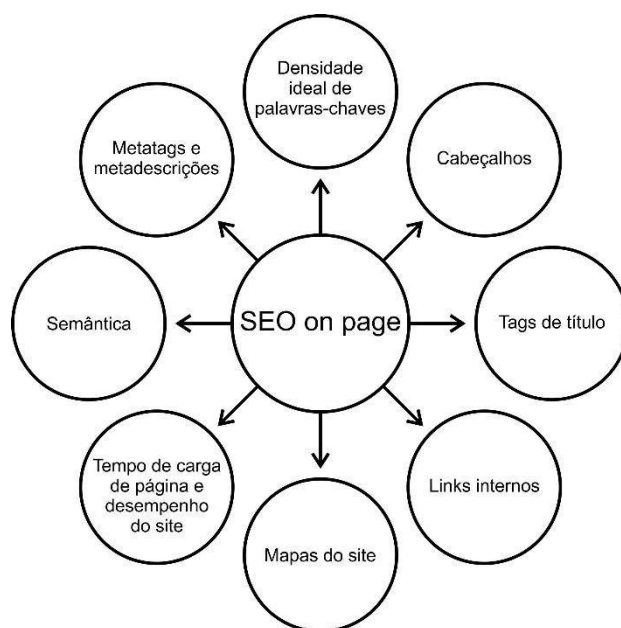 Densidade
ideal de
palavras-chaves
Cabeçalhos
Tags de título
Links internos
Mapas do site
Tempo de carga
de página e
desempenho
do site
Semântica
Metatags e
metadescrições
SEO on page